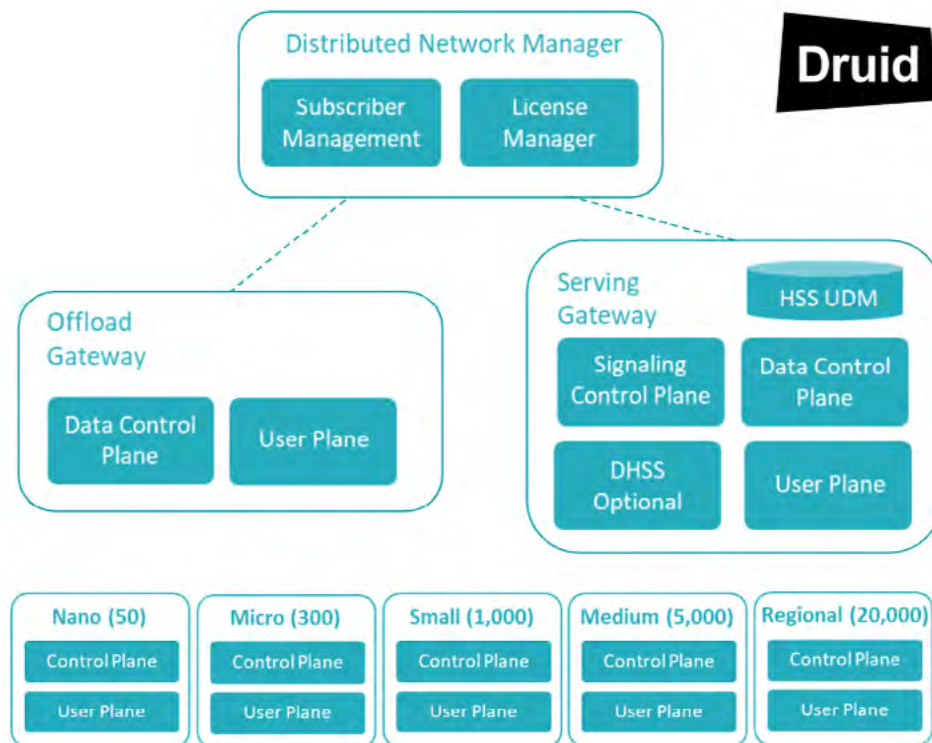 Distributed Network Manager
Druid
Subscriber
Management
License
Manager
Offload
Gateway
Data Control
Plane
User Plane
Serving
Gateway
HSS UDM
Signaling
Control Plane
Data Control
Plane
DHSS
Optional
User Plane
Nano (50)
Control Plane
User Plane
Micro (300)
Control Plane
User Plane
Small (1,000)
Control Plane
User Plane
Medium (5,000)
Control Plane
User Plane
Regional (20,000)
Control Plane
User Plane